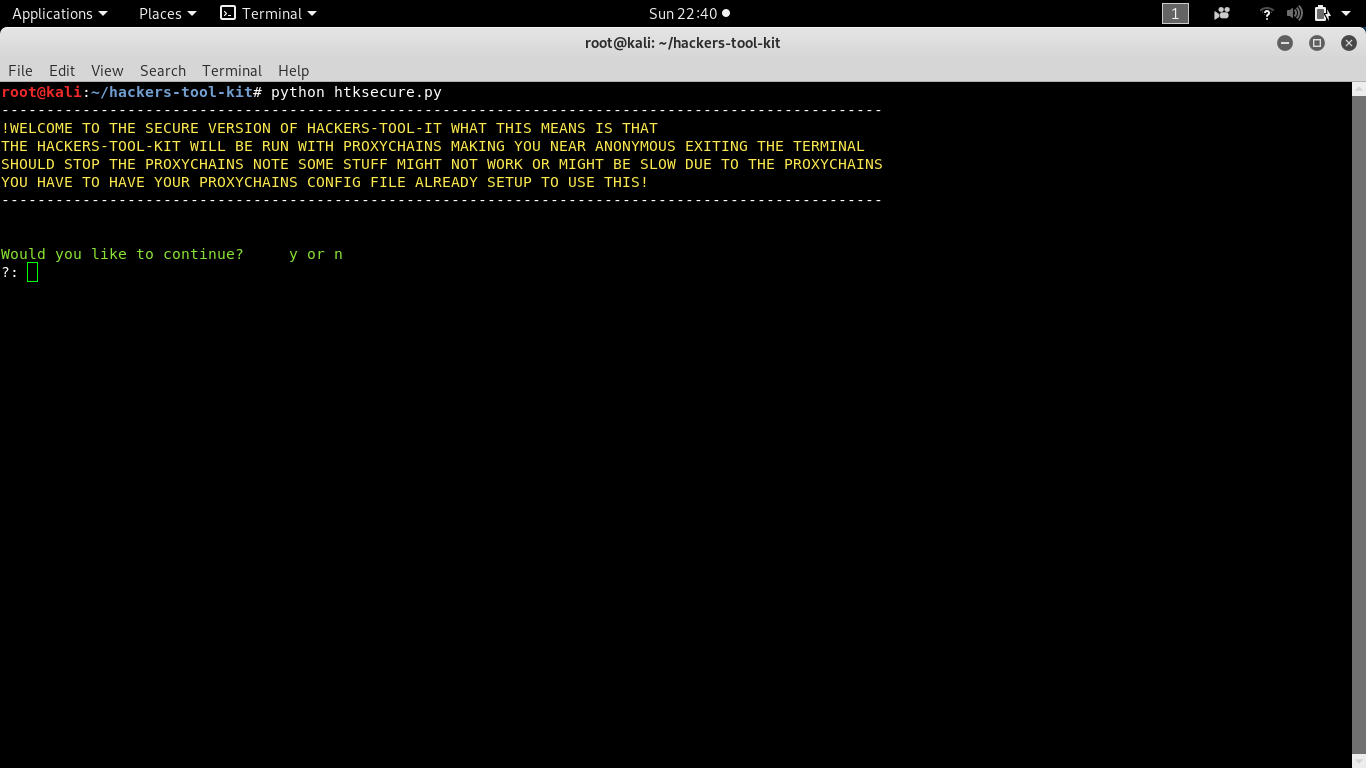 Applications Places Terminal Sun 22:40 1
root@kali: ~/hackers-tool-kit
File Edit View Search Terminal Help
root@kali:~/hackers-tool-kit# python htksecure.py
--------------------------------------------------------------------------------------------------
!WELCOME TO THE SECURE VERSION OF HACKERS-TOOL-IT WHAT THIS MEANS IS THAT
THE HACKERS-TOOL-KIT WILL BE RUN WITH PROXYCHAINS MAKING YOU NEAR ANONYMOUS EXITING THE TERMINAL
SHOULD STOP THE PROXYCHAINS NOTE SOME STUFF MIGHT NOT WORK OR MIGHT BE SLOW DUE TO THE PROXYCHAINS
YOU HAVE TO HAVE YOUR PROXYCHAINS CONFIG FILE ALREADY SETUP TO USE THIS!
--------------------------------------------------------------------------------------------------
Would you like to continue?     y or n
?: